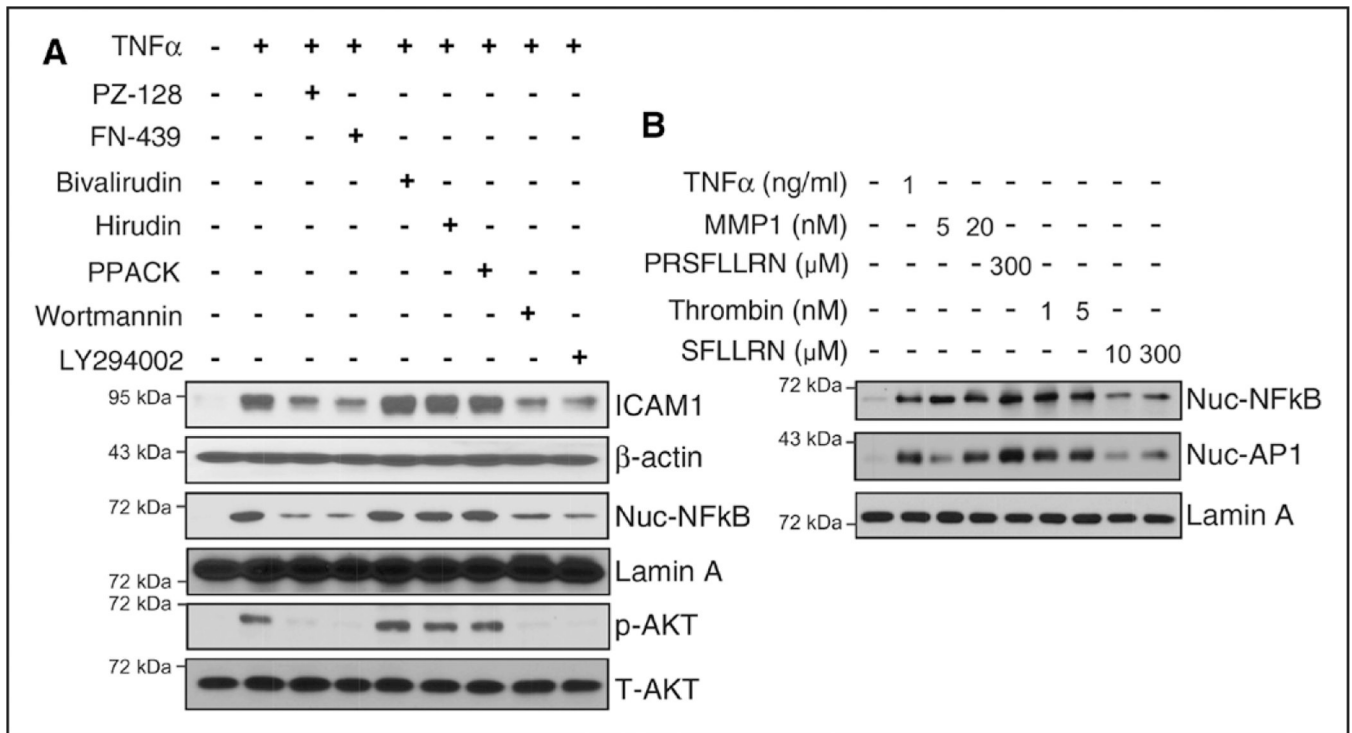 A
TNFα - + + + + + + + +
PZ-128 - - + - - - - - -
FN-439 - - - + - - - - -
Bivalirudin - - - - + - - - -
Hirudin - - - - - + - - -
PPACK - - - - - - + - -
Wortmannin - - - - - - - + -
LY294002 - - - - - - - - +
95 kDa ICAM1
43 kDa β-actin
72 kDa Nuc-NFkB
72 kDa Lamin A
72 kDa p-AKT
72 kDa T-AKT
B
TNFα (ng/ml) - 1 - - - - - - -
MMP1 (nM) - - 5 20 - - - - -
PRSFLLRN (µM) - - - - 300 - - - -
Thrombin (nM) - - - - - 1 5 - -
SFLLRN (µM) - - - - - - - 10 300
72 kDa Nuc-NFkB
43 kDa Nuc-AP1
72 kDa Lamin A